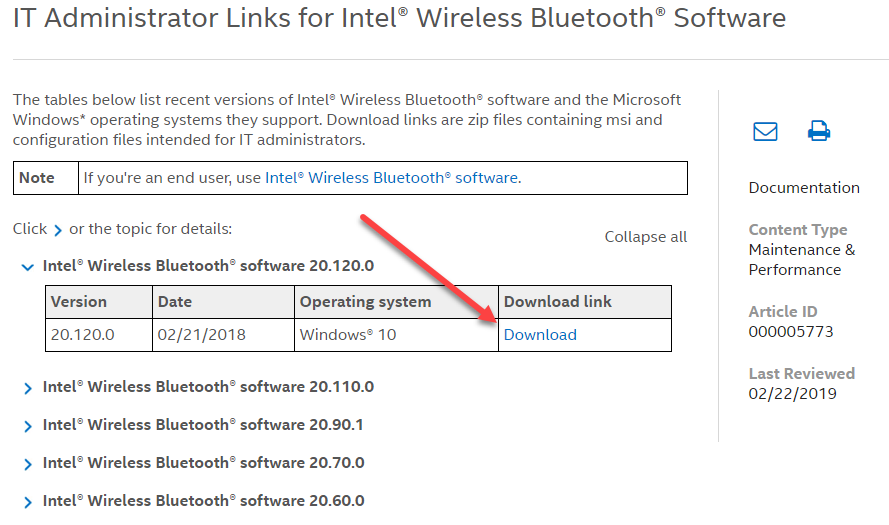 IT Administrator Links for Intel® Wireless Bluetooth® Software
The tables below list recent versions of Intel® Wireless Bluetooth® software and the Microsoft
Windows* operating systems they support. Download links are zip files containing msi and
configuration files intended for IT administrators.
Note If you're an end user, use Intel® Wireless Bluetooth® software.
Click > or the topic for details:
Collapse all
Intel® Wireless Bluetooth® software 20.120.0
Version Date Operating system Download link
20.120.0 02/21/2018 Windows® 10 Download
Intel® Wireless Bluetooth® software 20.110.0
Intel® Wireless Bluetooth® software 20.90.1
Intel® Wireless Bluetooth® software 20.70.0
Intel® Wireless Bluetooth® software 20.60.0
Documentation
Content Type
Maintenance &
Performance
Article ID
000005773
Last Reviewed
02/22/2019